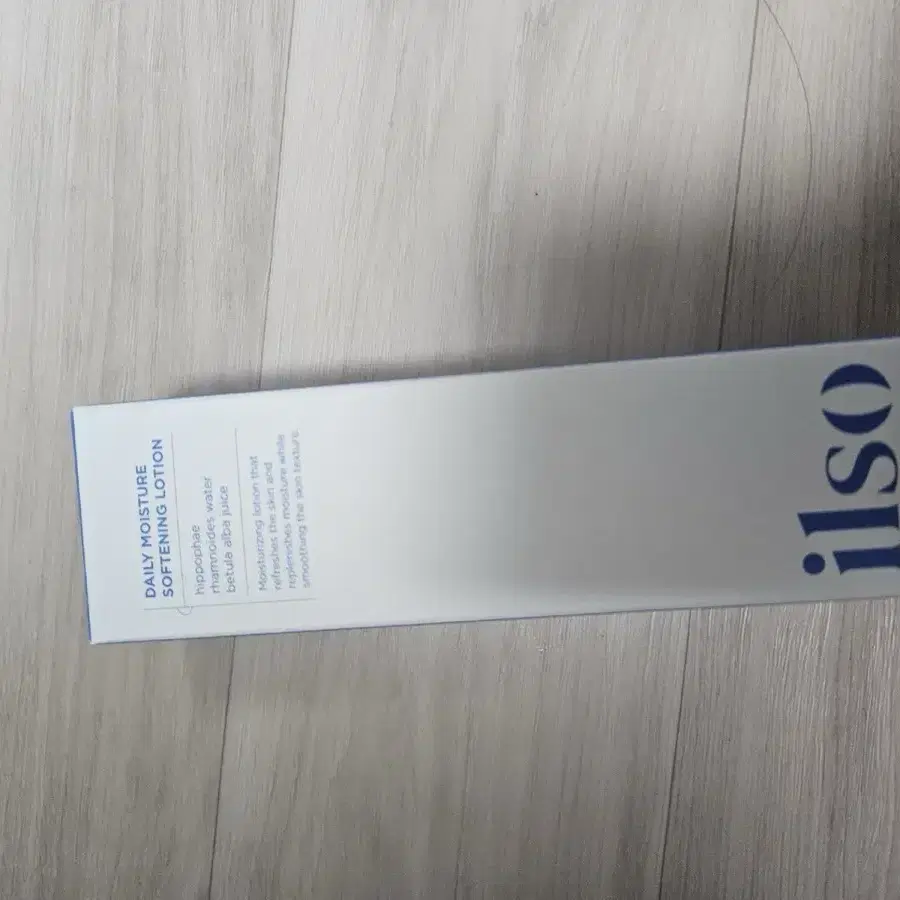 DAILY MOISTURE
SOFTENING LOTION
hippophae
rhamnoides water
betula alba juice
Moisturizing lotion that
refreshes the skin and
replenishes moisture while
smoothing the skin texture.
ilso